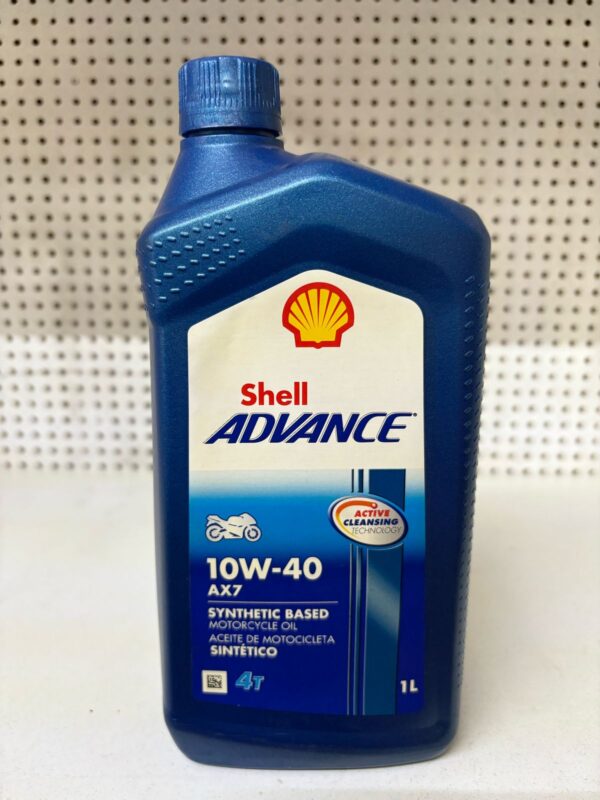 Shell
ADVANCE
ACTIVE
CLEANSING
TECHNOLOGY
10W-40
AX7
SYNTHETIC BASED
MOTORCYCLE OIL
ACEITE DE MOTOCICLETA
SINTÉTICO
4T
1L